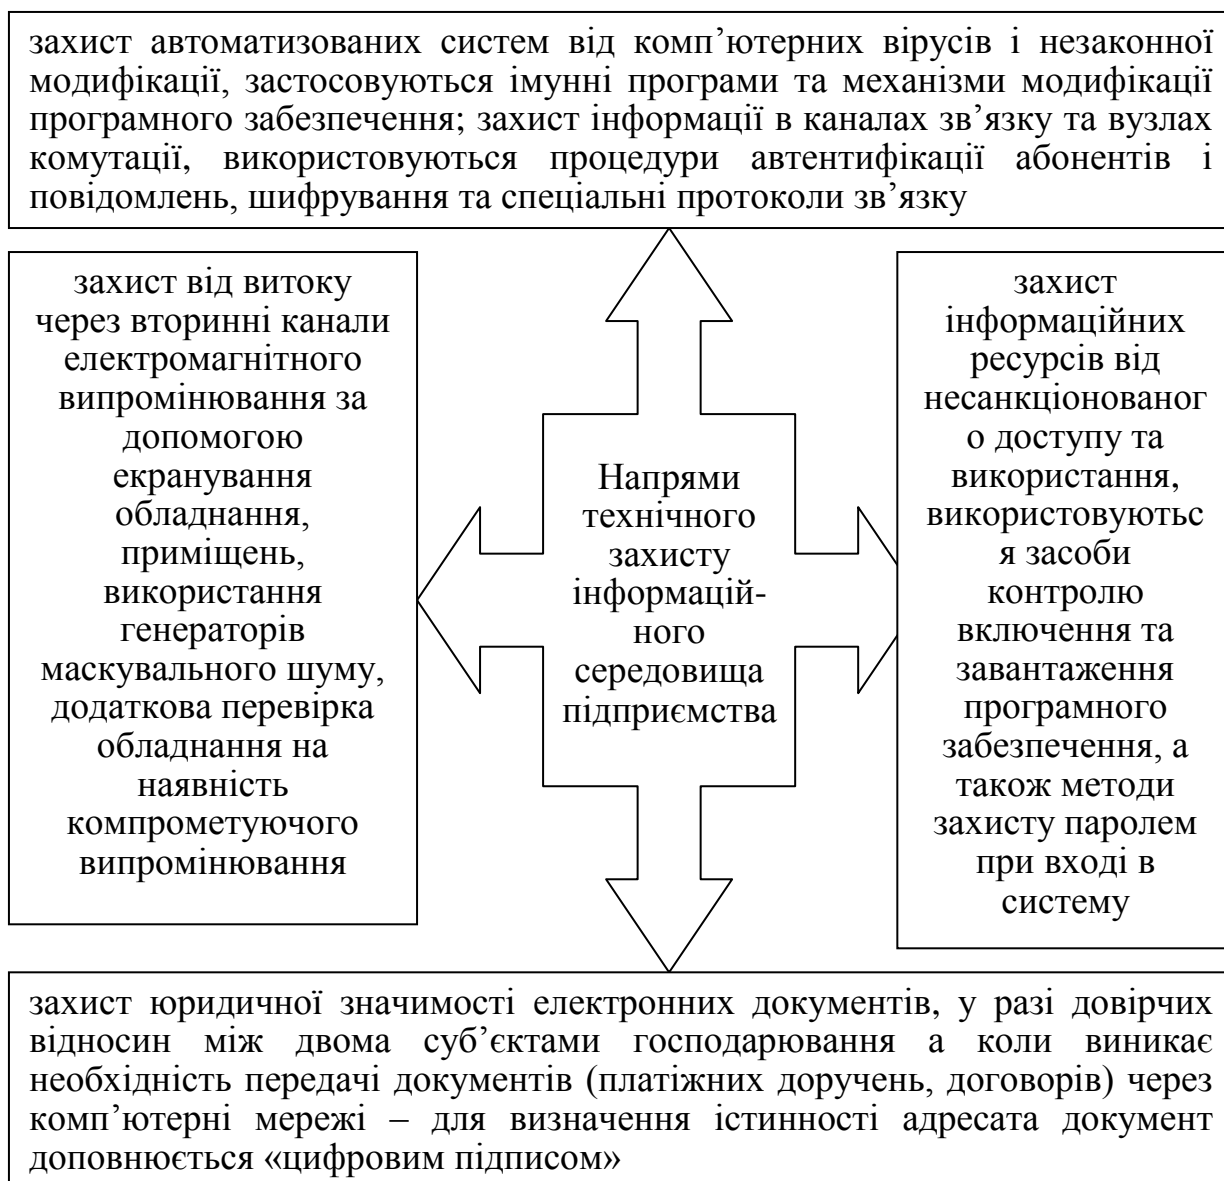 захист автоматизованих систем від комп’ютерних вірусів і незаконної
модифікації, застосовуються імунні програми та механізми модифікації
програмного забезпечення; захист інформації в каналах зв’язку та вузлах
комутації, використовуються процедури автентифікації абонентів і
повідомлень, шифрування та спеціальні протоколи зв’язку
захист від витоку
через вторинні канали
електромагнітного
випромінювання за
допомогою
екранування
обладнання,
приміщень,
використання
генераторів
маскувального шуму,
додаткова перевірка
обладнання на
наявність
компрометуючого
випромінювання
Напрями
технічного
захисту
інформацій-
ного
середовища
підприємства
захист
інформаційних
ресурсів від
несанкціонованог
о доступу та
використання,
використовуютьс
я засоби
контролю
включення та
завантаження
програмного
забезпечення, а
також методи
захисту паролем
при вході в
систему
захист юридичної значимості електронних документів, у разі довірчих
відносин між двома суб’єктами господарювання а коли виникає
необхідність передачі документів (платіжних доручень, договорів) через
комп’ютерні мережі – для визначення істинності адресата документ
доповнюється «цифровим підписом»